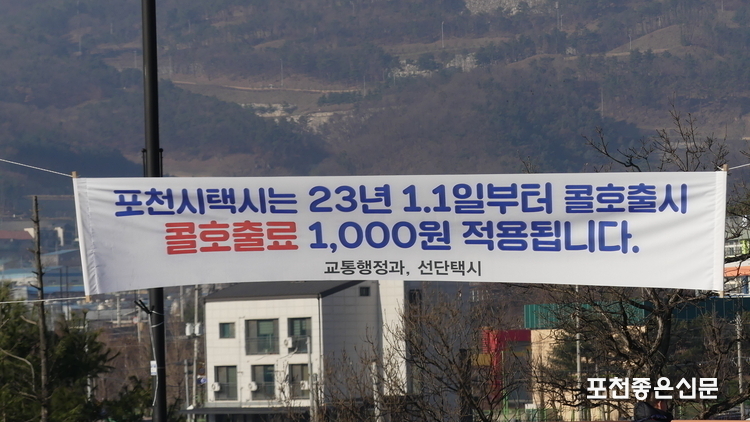 포천시택시는 23년 1.1일부터 콜호출시
콜호출료 1,000원 적용됩니다.
교통행정과, 선단택시
포천좋은신문